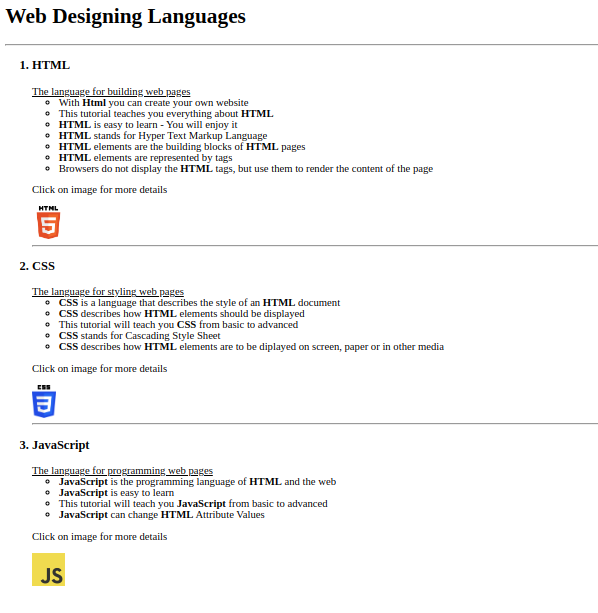 Web Designing Languages
1. HTML
The language for building web pages
With Html you can create your own website
This tutorial teaches you everything about HTML
HTML is easy to learn - You will enjoy it
HTML stands for Hyper Text Markup Language
HTML elements are the building blocks of HTML pages
HTML elements are represented by tags
Browsers do not display the HTML tags, but use them to render the content of the page
Click on image for more details
HTML
5
2. CSS
The language for styling web pages
CSS is a language that describes the style of an HTML document
CSS describes how HTML elements should be displayed
This tutorial will teach you CSS from basic to advanced
CSS stands for Cascading Style Sheet
CSS describes how HTML elements are to be diplayed on screen, paper or in other media
Click on image for more details
CSS
3
3. JavaScript
The language for programming web pages
JavaScript is the programming language of HTML and the web
JavaScript is easy to learn
This tutorial will teach you JavaScript from basic to advanced
JavaScript can change HTML Attribute Values
Click on image for more details
JS